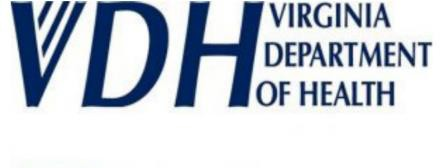 VDH
VIRGINIA
DEPARTMENT
OF HEALTH